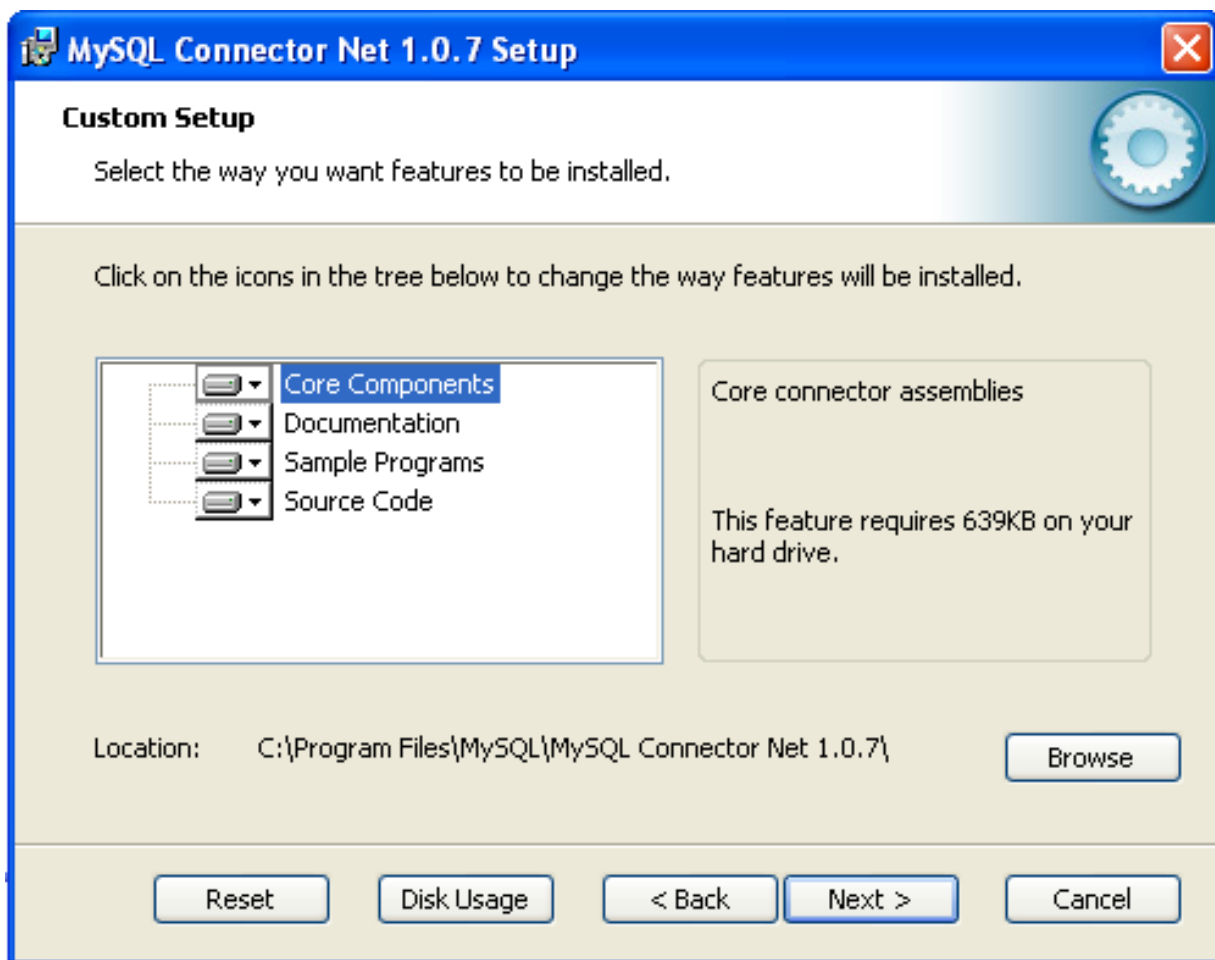 MySQL Connector Net 1.0.7 Setup
Custom Setup
Select the way you want features to be installed.
Click on the icons in the tree below to change the way features will be installed.
Core Components
Documentation
Sample Programs
Source Code
Core connector assemblies
This feature requires 639KB on your
hard drive.
Location: C:\Program Files\MySQL\MySQL Connector Net 1.0.7\
Browse
Reset Disk Usage < Back Next > Cancel